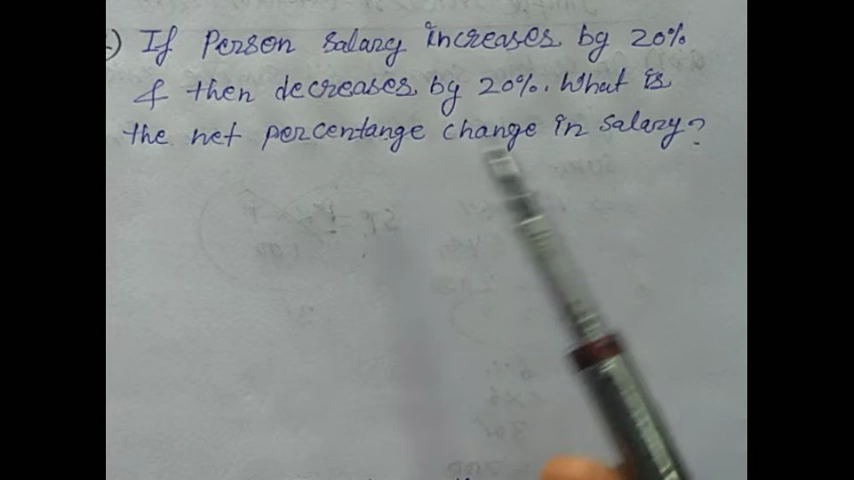 ) If Person salary increases by 20%
& then decreases by 20%. What is
the net percentange change in salary?